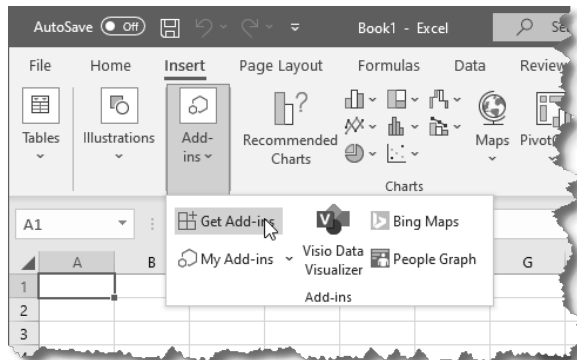 AutoSave Off Book1 - Excel
File Home Insert Page Layout Formulas Data Review
Tables Illustrations Add-ins Recommended Charts Maps
Charts
A1
Get Add-ins Bing Maps
My Add-ins Visio Data Visualizer People Graph
Add-ins
A B G
1
2
3